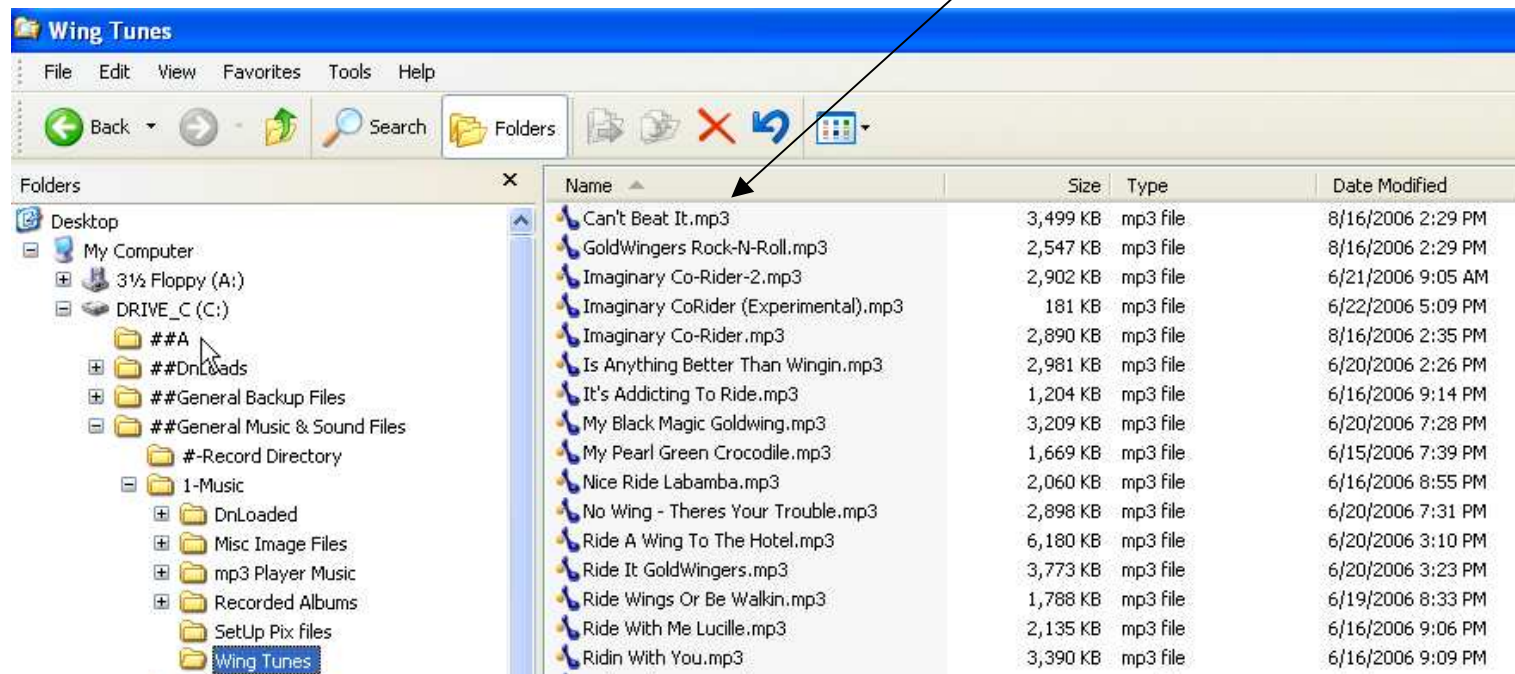 Wing Tunes
File Edit View Favorites Tools Help
Back Search Folders
Folders
Desktop
My Computer
3½ Floppy (A:)
DRIVE_C (C:)
##A
##DnLoads
##General Backup Files
##General Music & Sound Files
#-Record Directory
1-Music
DnLoaded
Misc Image Files
mp3 Player Music
Recorded Albums
SetUp Pix files
Wing Tunes
Name Size Type Date Modified
Can't Beat It.mp3 3,499 KB mp3 file 8/16/2006 2:29 PM
GoldWingers Rock-N-Roll.mp3 2,547 KB mp3 file 8/16/2006 2:29 PM
Imaginary Co-Rider-2.mp3 2,902 KB mp3 file 6/21/2006 9:05 AM
Imaginary CoRider (Experimental).mp3 181 KB mp3 file 6/22/2006 5:09 PM
Imaginary Co-Rider.mp3 2,890 KB mp3 file 8/16/2006 2:35 PM
Is Anything Better Than Wingin.mp3 2,981 KB mp3 file 6/20/2006 2:26 PM
It's Addicting To Ride.mp3 1,204 KB mp3 file 6/16/2006 9:14 PM
My Black Magic Goldwing.mp3 3,209 KB mp3 file 6/20/2006 7:28 PM
My Pearl Green Crocodile.mp3 1,669 KB mp3 file 6/15/2006 7:39 PM
Nice Ride Labamba.mp3 2,060 KB mp3 file 6/16/2006 8:55 PM
No Wing - Theres Your Trouble.mp3 2,898 KB mp3 file 6/20/2006 7:31 PM
Ride A Wing To The Hotel.mp3 6,180 KB mp3 file 6/20/2006 3:10 PM
Ride It GoldWingers.mp3 3,773 KB mp3 file 6/20/2006 3:23 PM
Ride Wings Or Be Walkin.mp3 1,788 KB mp3 file 6/19/2006 8:33 PM
Ride With Me Lucille.mp3 2,135 KB mp3 file 6/16/2006 9:06 PM
Ridin With You.mp3 3,390 KB mp3 file 6/16/2006 9:09 PM